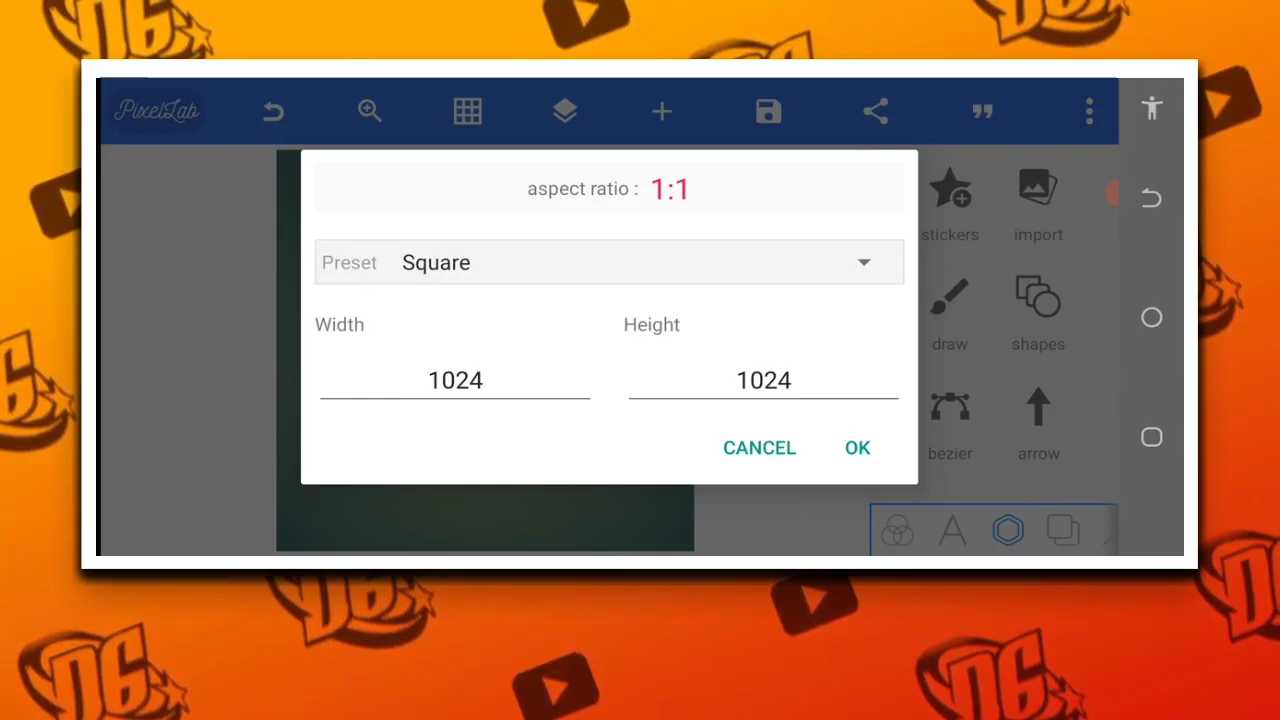 PixelLab
aspect ratio : 1:1
Preset Square
Width Height
1024 1024
CANCEL OK
stickers import
draw shapes
bezier arrow